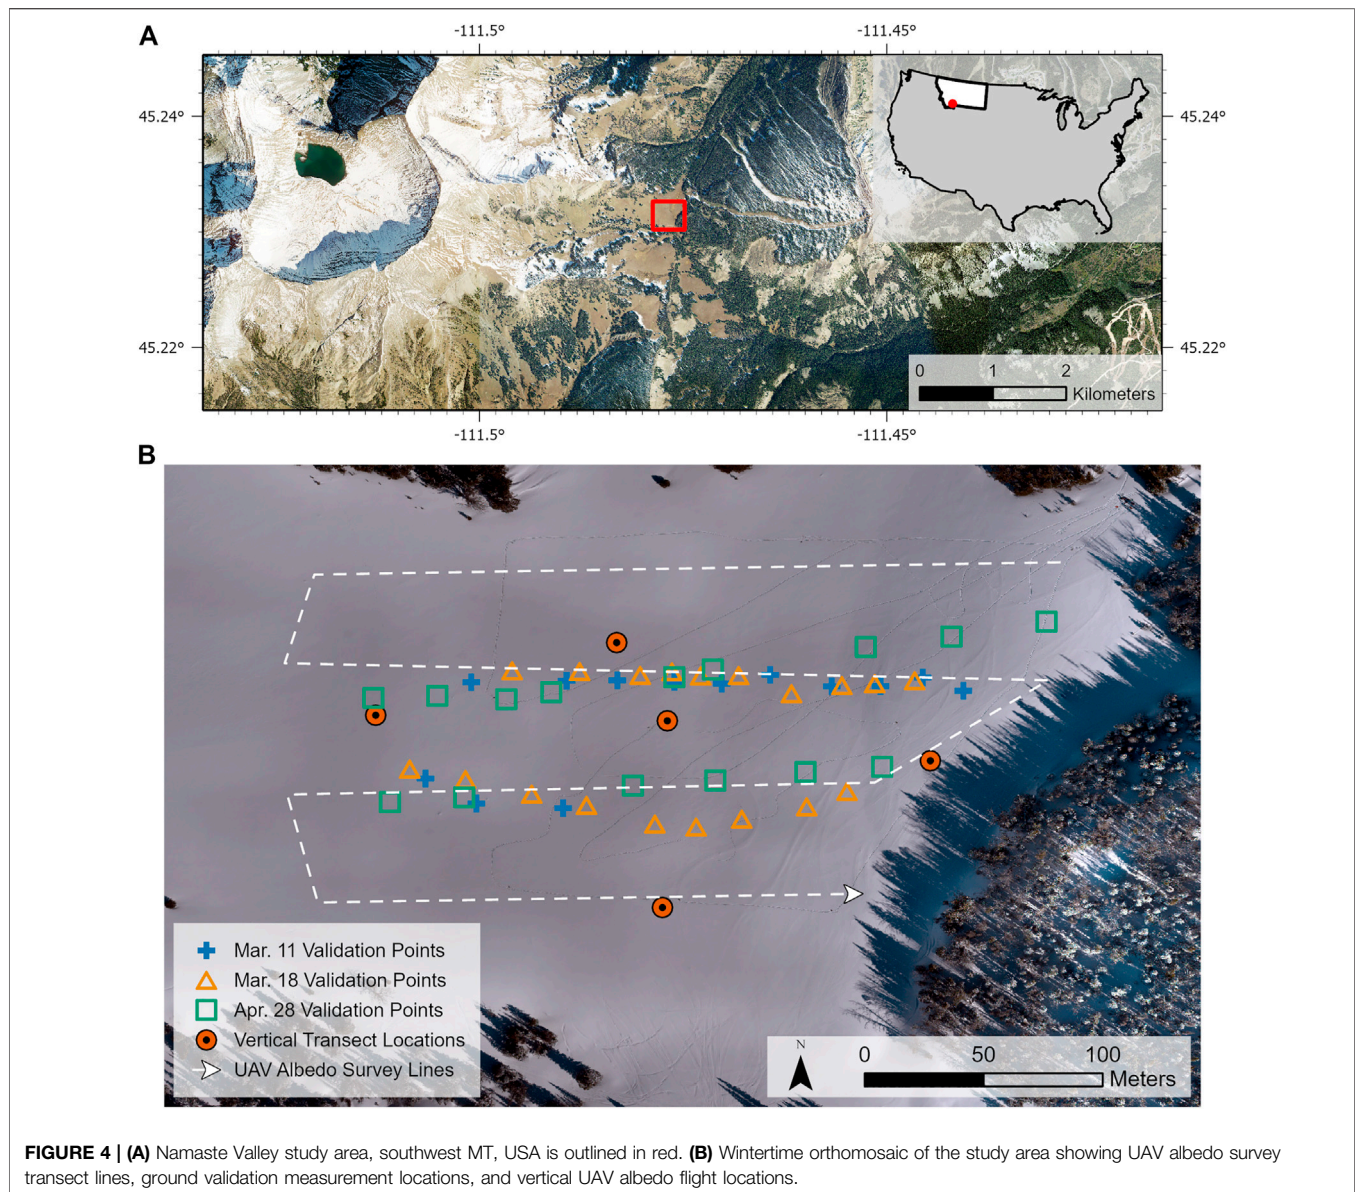 A
-111.5°
-111.45°
45.24°
45.24°
45.22°
45.22°
0 1 2
Kilometers
-111.5°
-111.45°
B
Mar. 11 Validation Points
Mar. 18 Validation Points
Apr. 28 Validation Points
Vertical Transect Locations
UAV Albedo Survey Lines
N
0 50 100
Meters
FIGURE 4 | (A) Namaste Valley study area, southwest MT, USA is outlined in red. (B) Wintertime orthomosaic of the study area showing UAV albedo survey
transect lines, ground validation measurement locations, and vertical UAV albedo flight locations.